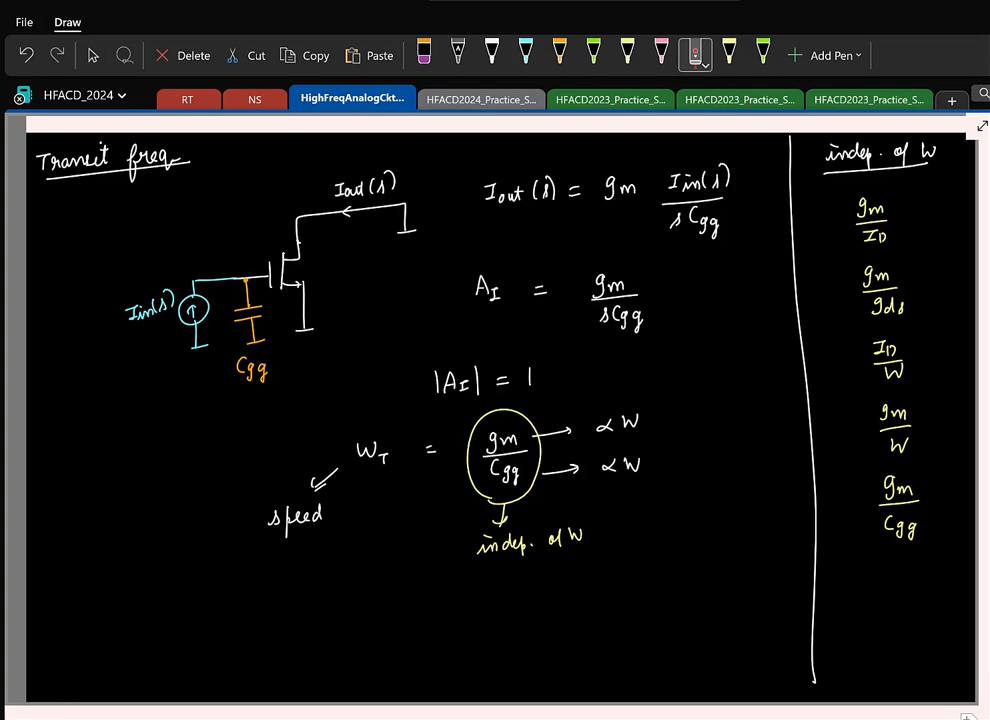 File Draw
Delete Cut Copy Paste Add Pen
HFACD_2024 RT NS HighFreqAnalogCkt... HFACD2024_Practice_S... HFACD2023_Practice_S... HFACD2023_Practice_S... HFACD2023_Practice_S... +
Transit freq.
Iout(s)
Iin(s)
Cgg
Iout(s) = gm Iin(s)/sCgg
AI = gm/sCgg
|AI| = 1
WT = gm/Cgg → ∝ W
→ ∝ W
speed
indep. of W
indep. of W
gm/ID
gm/gds
ID/W
gm/W
gm/Cgg